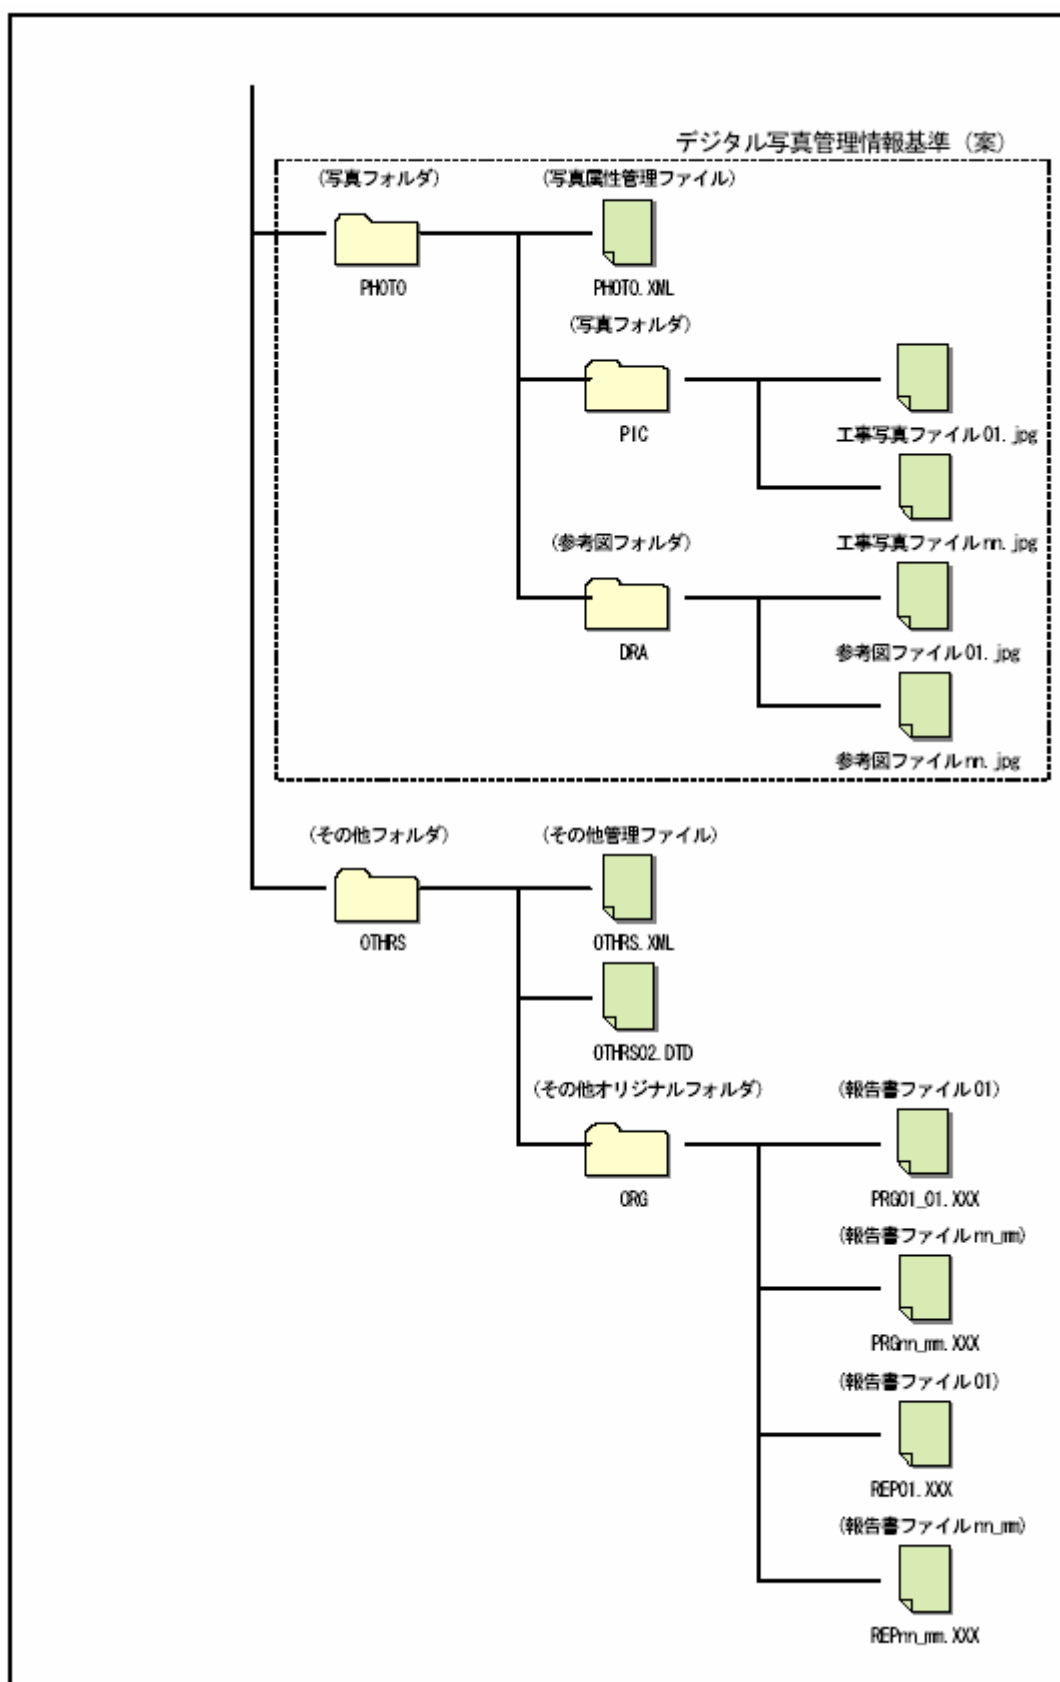 デジタル写真管理情報基準（案）
(写真フォルダ)
(写真属性管理ファイル)
PHOTO
PHOTO.XML
(写真フォルダ)
PIC
工事写真ファイル01.jpg
(参考図フォルダ)
工事写真ファイルnn.jpg
DRA
参考図ファイル01.jpg
参考図ファイルnn.jpg
(その他フォルダ)
(その他管理ファイル)
OTHRS
OTHRS.XML
OTHRS02.DTD
(その他オリジナルフォルダ)
(報告書ファイル01)
ORG
PRG01_01.XXX
(報告書ファイルnn_mm)
PRGnn_mm.XXX
(報告書ファイル01)
REP01.XXX
(報告書ファイルnn_mm)
REPnn_mm.XXX